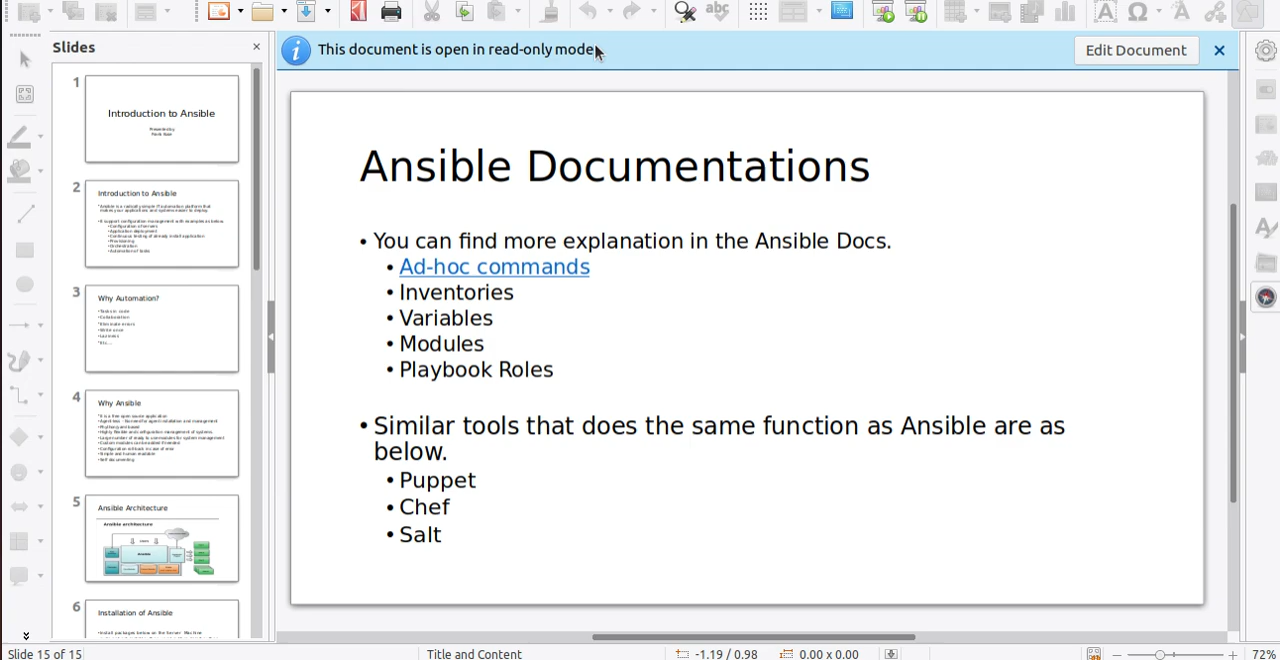 Slides
This document is open in read-only mode.
Edit Document
1
Introduction to Ansible
Presented by
2
Introduction to Ansible
3
Why Automation?
4
Why Ansible
5
Ansible Architecture
Ansible architecture
6
Installation of Ansible
Ansible Documentations
• You can find more explanation in the Ansible Docs.
• Ad-hoc commands
• Inventories
• Variables
• Modules
• Playbook Roles
• Similar tools that does the same function as Ansible are as
below.
• Puppet
• Chef
• Salt
Slide 15 of 15
Title and Content
-1.19 / 0.98
0.00 x 0.00
72%